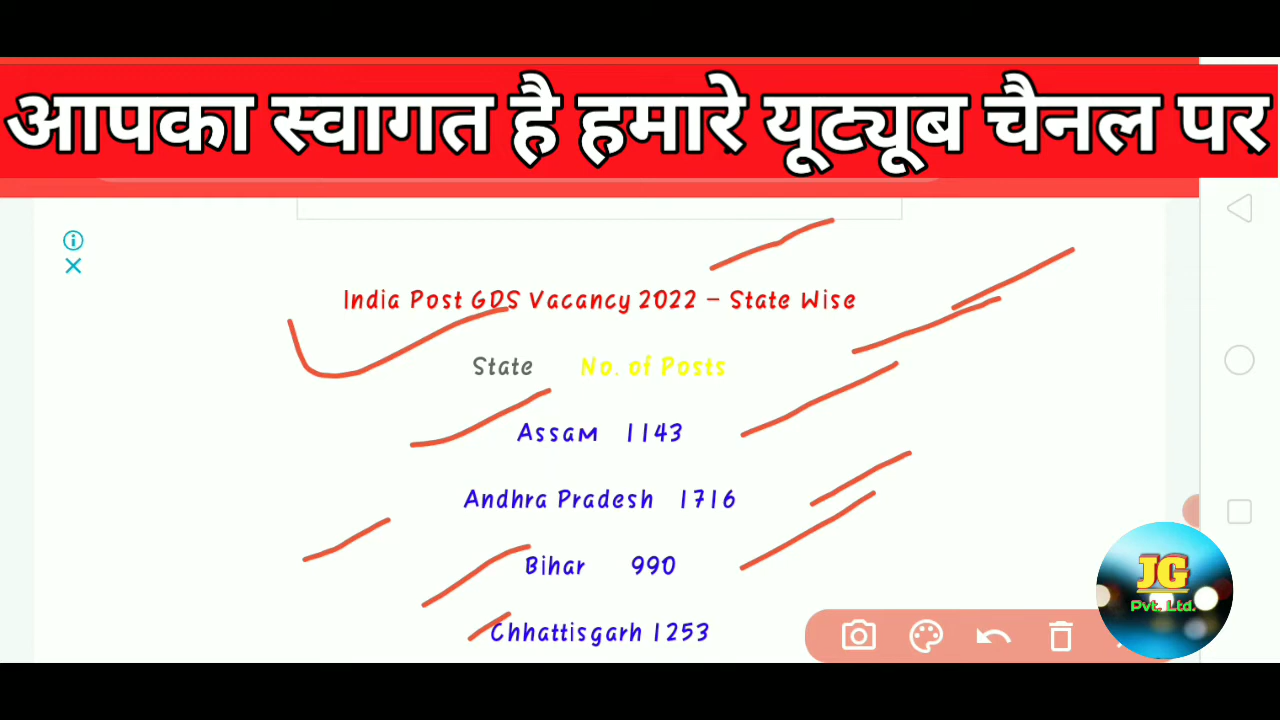 आपका स्वागत है हमारे यूट्यूब चैनल पर
India Post GDS Vacancy 2022 – State Wise
State No. of Posts
Assam 1143
Andhra Pradesh 1716
Bihar 990
Chhattisgarh 1253
JG
Pvt. Ltd.